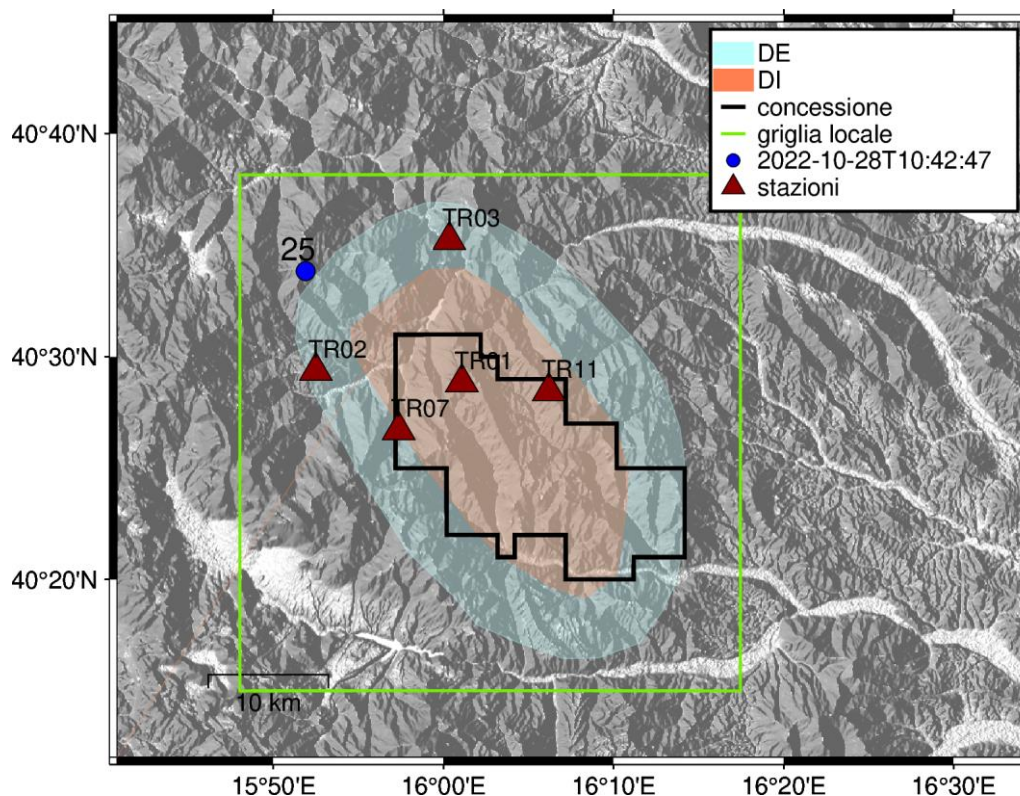 DE
DI
concessione
griglia locale
2022-10-28T10:42:47
stazioni
40°40'N
40°30'N
40°20'N
TR03
25
TR02
TR01
TR11
TR07
10 km
15°50'E
16°00'E
16°10'E
16°20'E
16°30'E